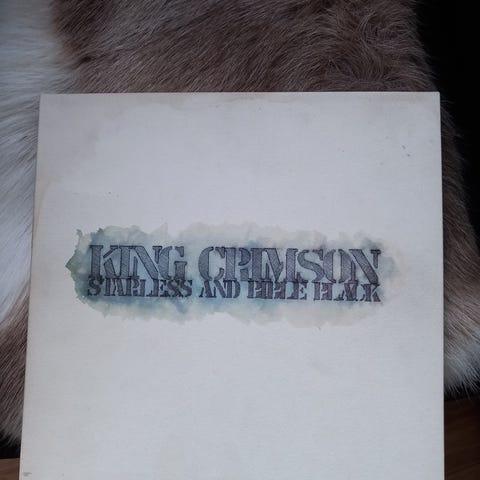 KING CRIMSON
STARLESS AND BIBLE BLACK